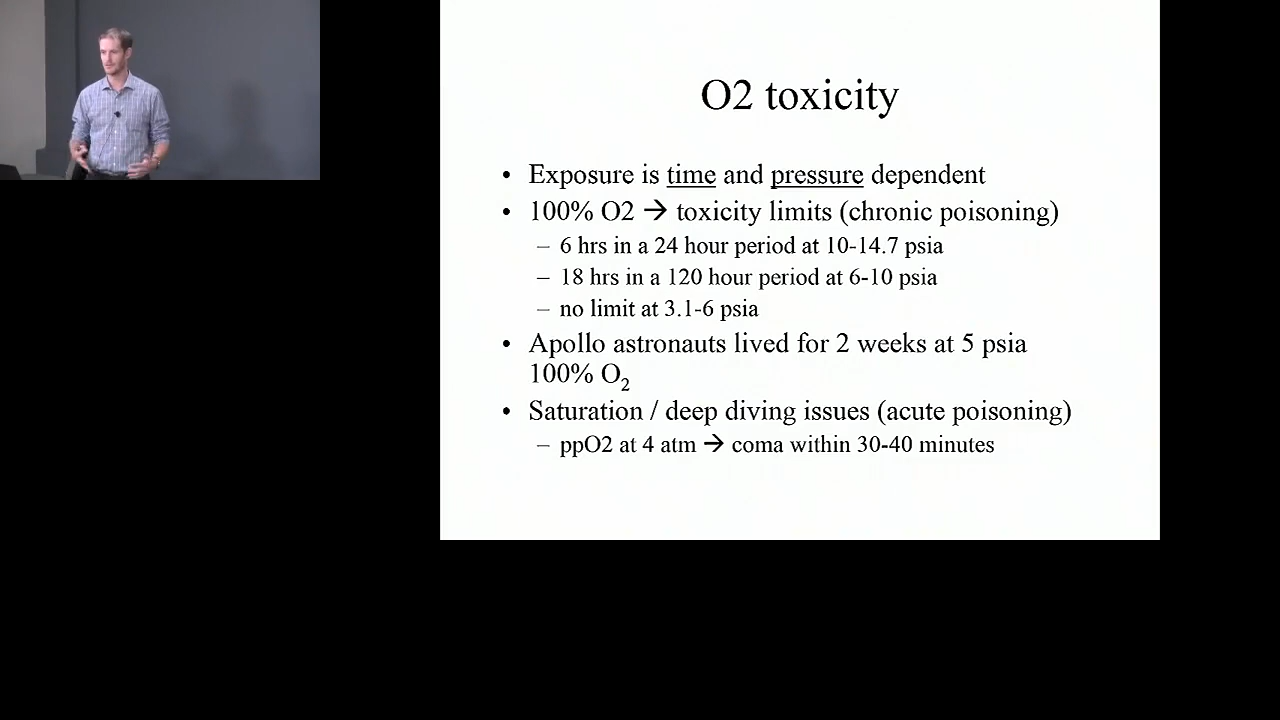 O2 toxicity
• Exposure is time and pressure dependent
• 100% O2 → toxicity limits (chronic poisoning)
– 6 hrs in a 24 hour period at 10-14.7 psia
– 18 hrs in a 120 hour period at 6-10 psia
– no limit at 3.1-6 psia
• Apollo astronauts lived for 2 weeks at 5 psia
100% O₂
• Saturation / deep diving issues (acute poisoning)
– ppO2 at 4 atm → coma within 30-40 minutes